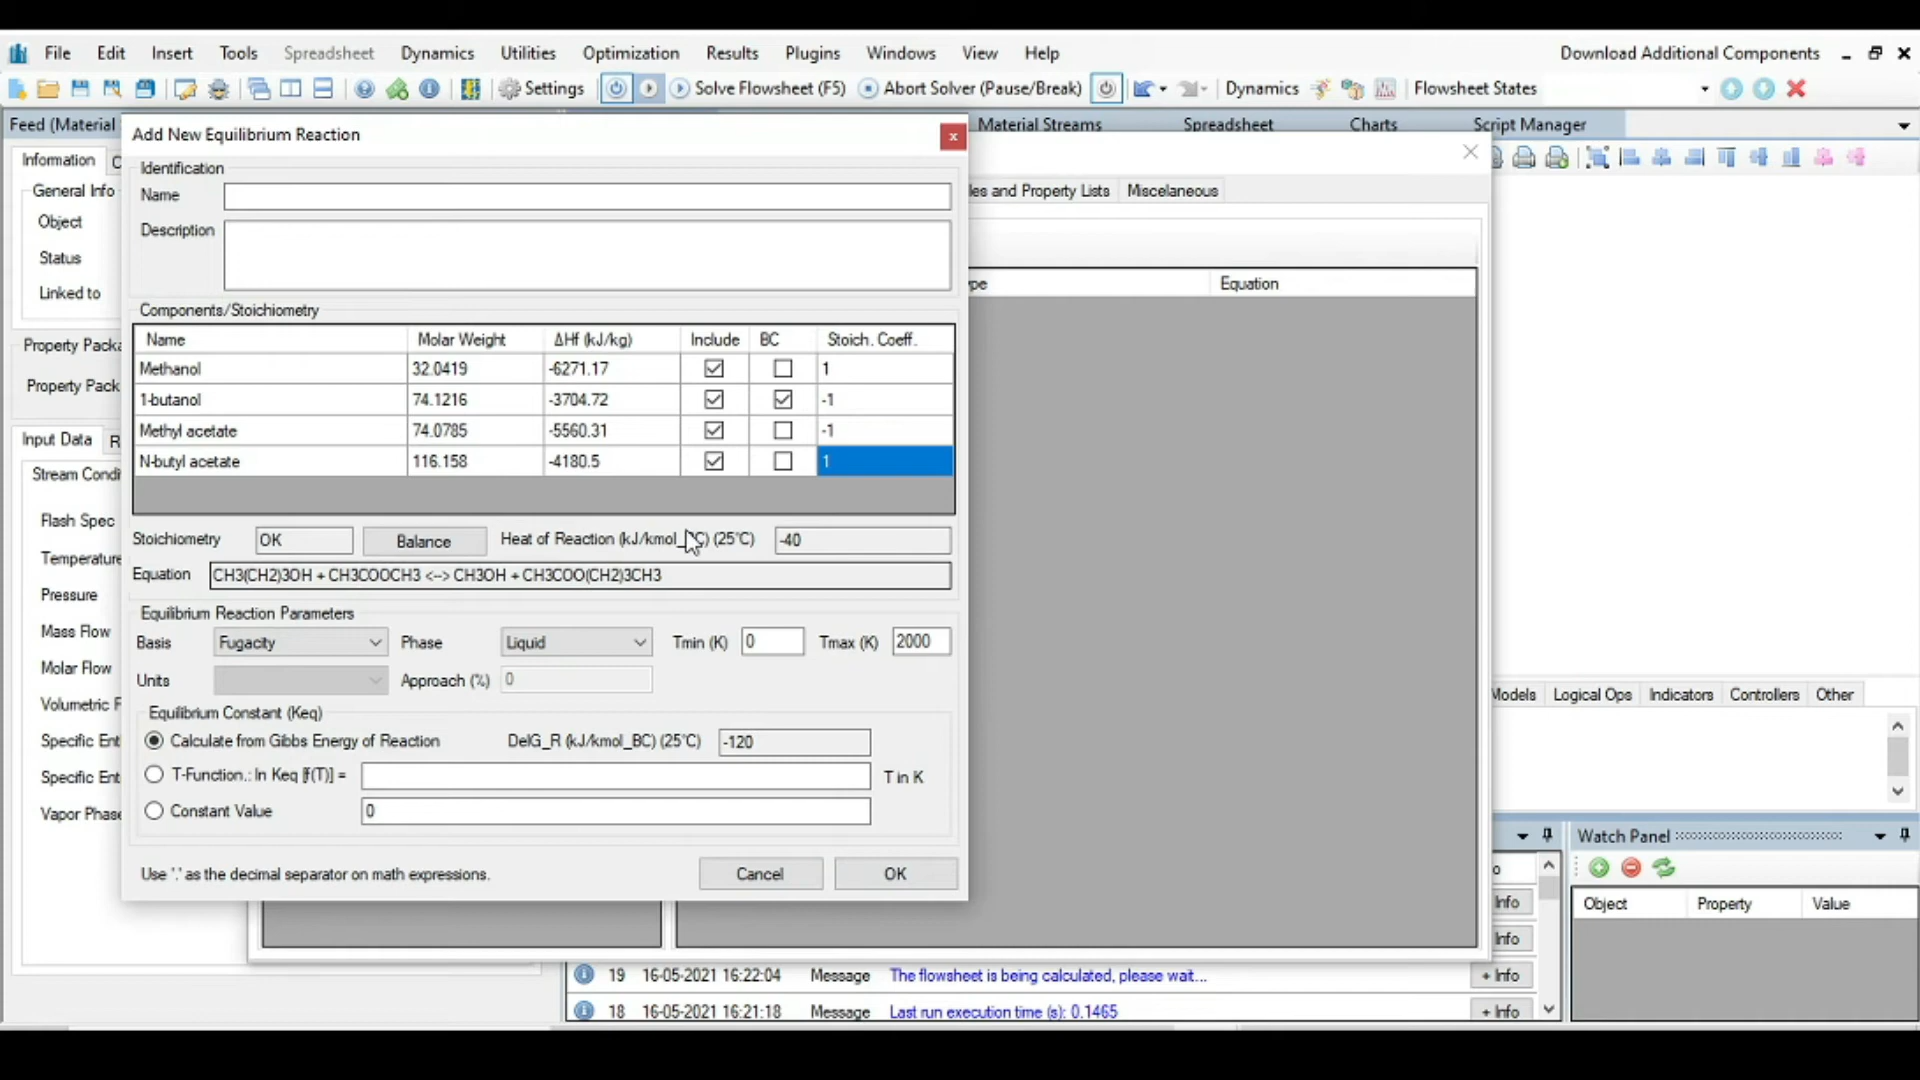 File Edit Insert Tools Spreadsheet Dynamics Utilities Optimization Results Plugins Windows View Help Download Additional Components
Settings Solve Flowsheet (F5) Abort Solver (Pause/Break) Dynamics Flowsheet States
Feed (Material Material Streams Spreadsheet Charts Script Manager
Add New Equilibrium Reaction
Information
les and Property Lists Miscellaneous
General Info
Object
Status
Linked to
Property Packa
Property Pack
Input Data
Stream Condi
Flash Spec
Temperature
Pressure
Mass Flow
Molar Flow
Volumetric F
Specific Ent
Specific Ent
Vapor Phase
Identification
Name
Description
Components/Stoichiometry
Name Molar Weight ΔHf (kJ/kg) Include BC Stoich. Coeff.
Methanol 32.0419 -6271.17 1
1-butanol 74.1216 -3704.72 -1
Methyl acetate 74.0785 -5560.31 -1
N-butyl acetate 116.158 -4180.5 1
Stoichiometry OK Balance Heat of Reaction (kJ/kmol_BC) (25°C) -40
Equation CH3(CH2)3OH + CH3COOCH3 <--> CH3OH + CH3COO(CH2)3CH3
Equilibrium Reaction Parameters
Basis Fugacity Phase Liquid Tmin (K) 0 Tmax (K) 2000
Units Approach (%) 0
Equilibrium Constant (Keq)
Calculate from Gibbs Energy of Reaction DelG_R (kJ/kmol_BC) (25°C) -120
T-Function.: ln Keq [f(T)] = T in K
Constant Value 0
Use '.' as the decimal separator on math expressions. Cancel OK
pe Equation
Models Logical Ops Indicators Controllers Other
Watch Panel
Object Property Value
Info
Info
19 16-05-2021 16:22:04 Message The flowsheet is being calculated, please wait... + Info
18 16-05-2021 16:21:18 Message Last run execution time (s): 0.1465 + Info